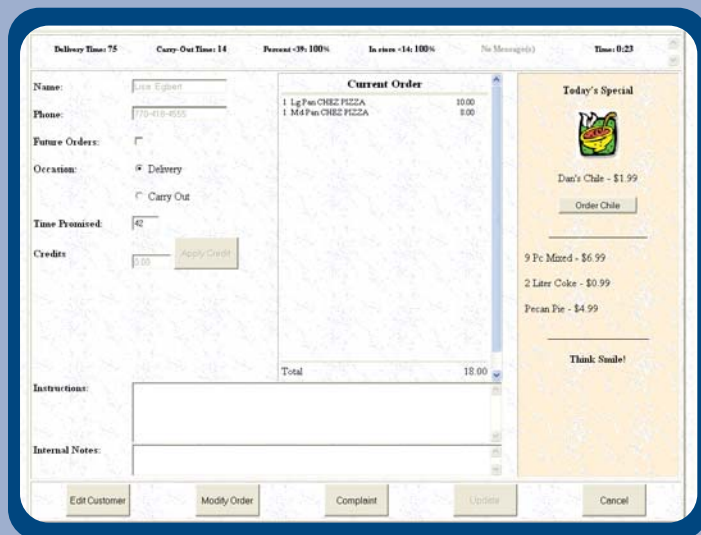 Delivery Time: 75 Carry-Out Time: 14 Percent <39: 100% In store <14: 100% No Message(s) Time: 0:23
Name: Lise Egbert
Phone: 770-418-4555
Future Orders:
Occasion: Delivery
Carry Out
Time Promised: 42
Credits 0.00 Apply Credit
Current Order
1 Lg Pan CHEZ PIZZA 10.00
1 Md Pan CHEZ PIZZA 8.00
Total 18.00
Instructions:
Internal Notes:
Today's Special
Dan's Chile - $1.99
Order Chile
9 Pc Mixed - $6.99
2 Liter Coke - $0.99
Pecan Pie - $4.99
Think Smile!
Edit Customer Modify Order Complaint Update Cancel